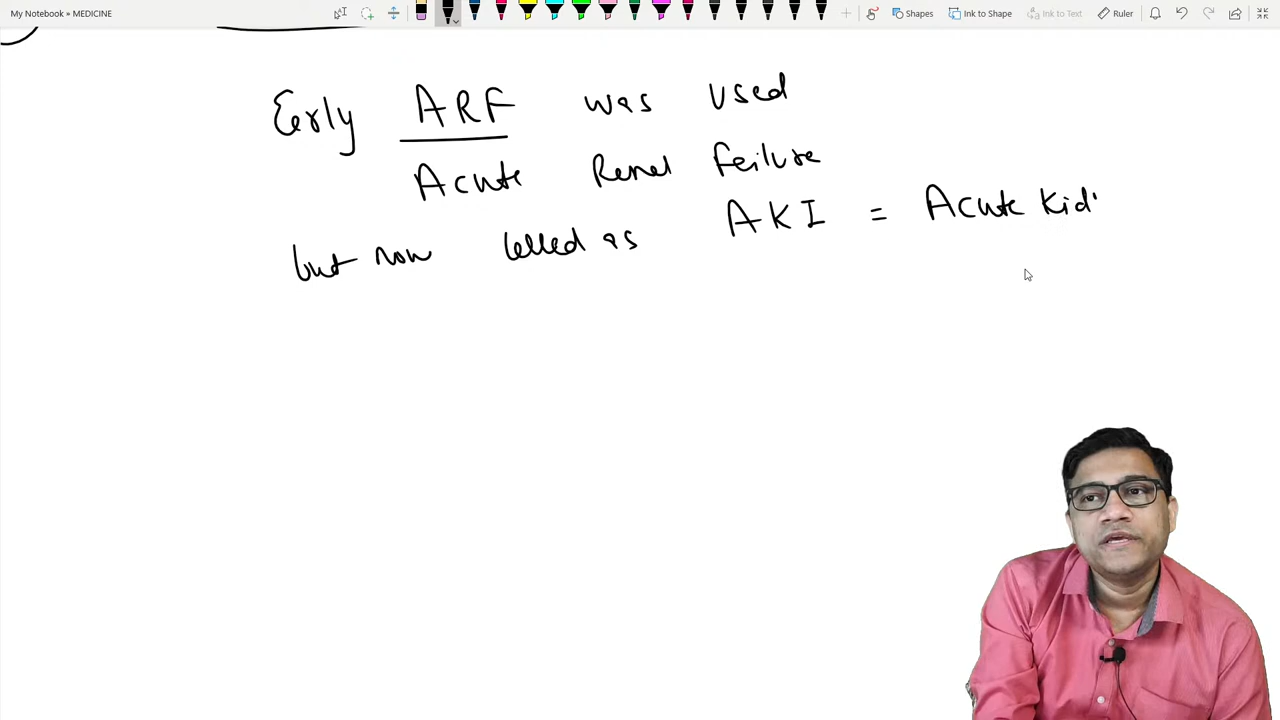 My Notebook » MEDICINE
Shapes Ink to Shape Ink to Text Ruler
Early ARF was used
Acute Renal Failure
but now called as AKI = Acute Kid